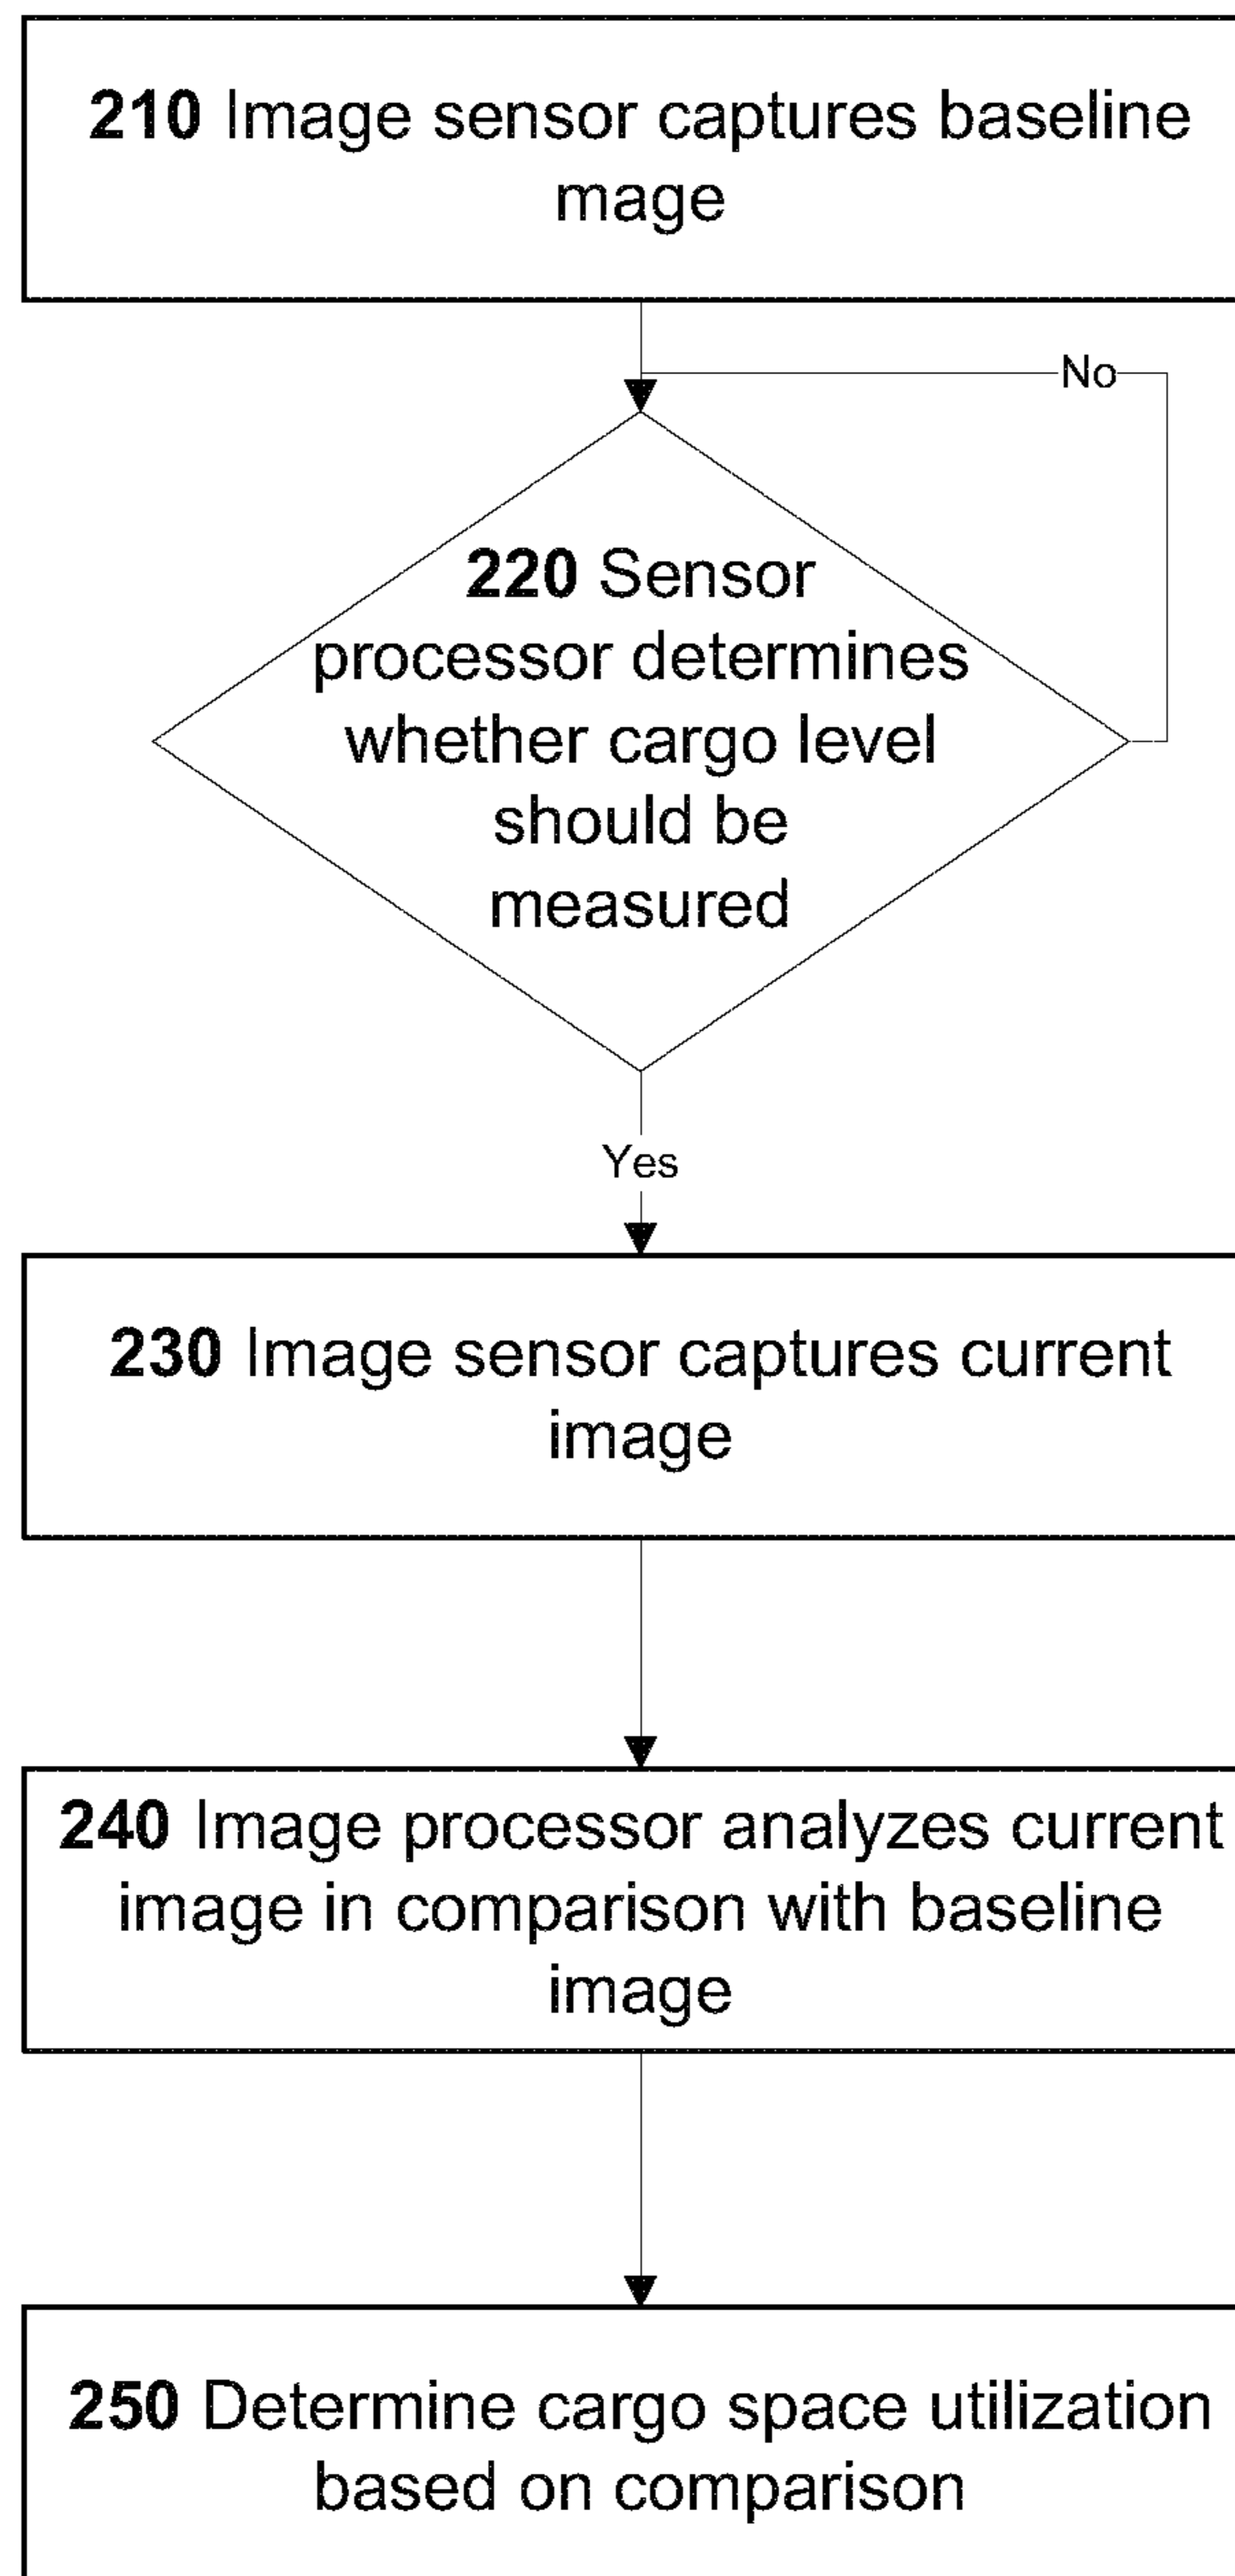 210 Image sensor captures baseline
mage
No
220 Sensor
processor determines
whether cargo level
should be
measured
Yes
230 Image sensor captures current
image
240 Image processor analyzes current
image in comparison with baseline
image
250 Determine cargo space utilization
based on comparison